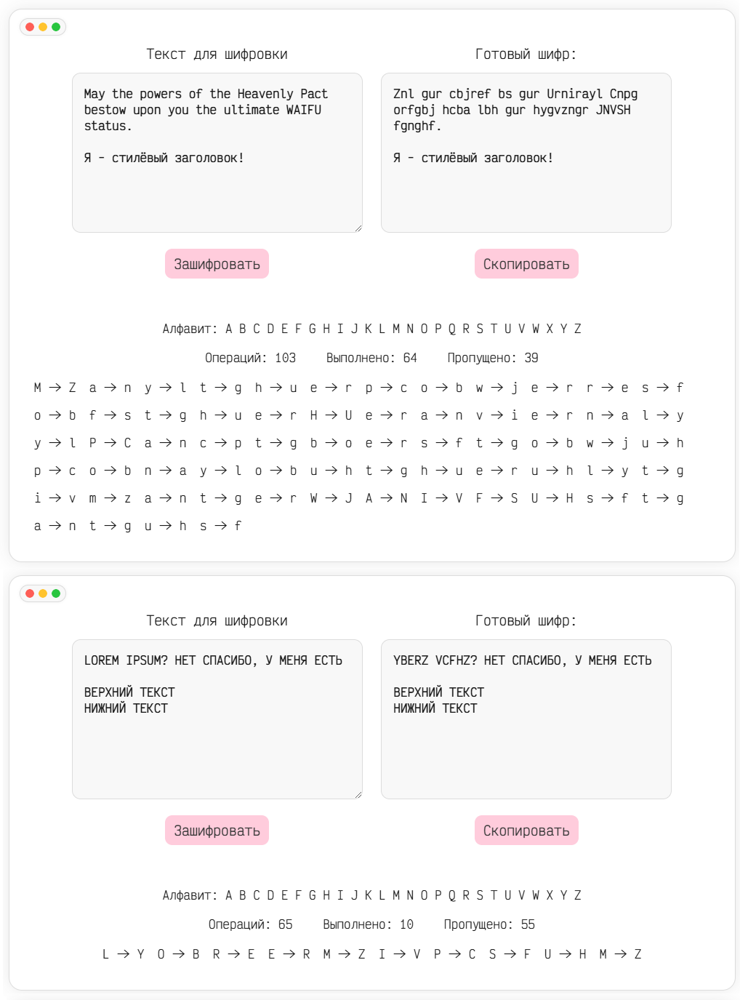 Текст для шифровки
Готовый шифр:
May the powers of the Heavenly Pact
bestow upon you the ultimate WAIFU
status.
Я - стилёвый заголовок!
Znl gur cbjref bs gur Urnirayl Cnpg
orfgbj hcba lbh gur hygvzngr JNVSH
fgnghf.
Я - стилёвый заголовок!
Зашифровать
Скопировать
Алфавит: A B C D E F G H I J K L M N O P Q R S T U V W X Y Z
Операций: 103 Выполнено: 64 Пропущено: 39
M → Z a → n y → l t → g h → u e → r p → c o → b w → j e → r r → e s → f
o → b f → s t → g h → u e → r H → U e → r a → n v → i e → r n → a l → y
y → l P → C a → n c → p t → g b → o e → r s → f t → g o → b w → j u → h
p → c o → b n → a y → l o → b u → h t → g h → u e → r u → h l → y t → g
i → v m → z a → n t → g e → r W → J A → N I → V F → S U → H s → f t → g
a → n t → g u → h s → f
Текст для шифровки
Готовый шифр:
LOREM IPSUM? НЕТ СПАСИБО, У МЕНЯ ЕСТЬ
ВЕРХНИЙ ТЕКСТ
НИЖНИЙ ТЕКСТ
YBERZ VCFHZ? НЕТ СПАСИБО, У МЕНЯ ЕСТЬ
ВЕРХНИЙ ТЕКСТ
НИЖНИЙ ТЕКСТ
Зашифровать
Скопировать
Алфавит: A B C D E F G H I J K L M N O P Q R S T U V W X Y Z
Операций: 65 Выполнено: 10 Пропущено: 55
L → Y O → B R → E E → R M → Z I → V P → C S → F U → H M → Z